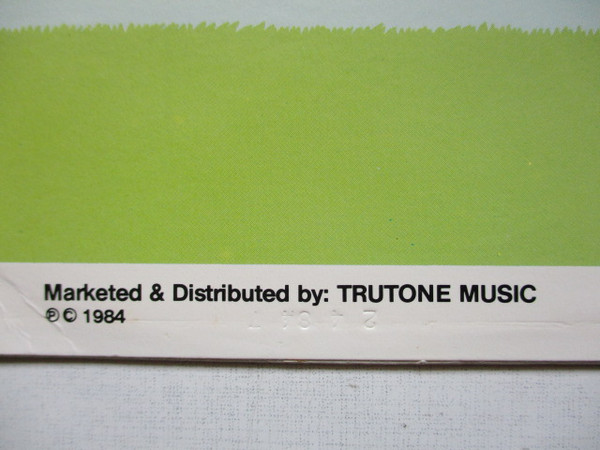 Marketed & Distributed by: TRUTONE MUSIC
℗ © 1984